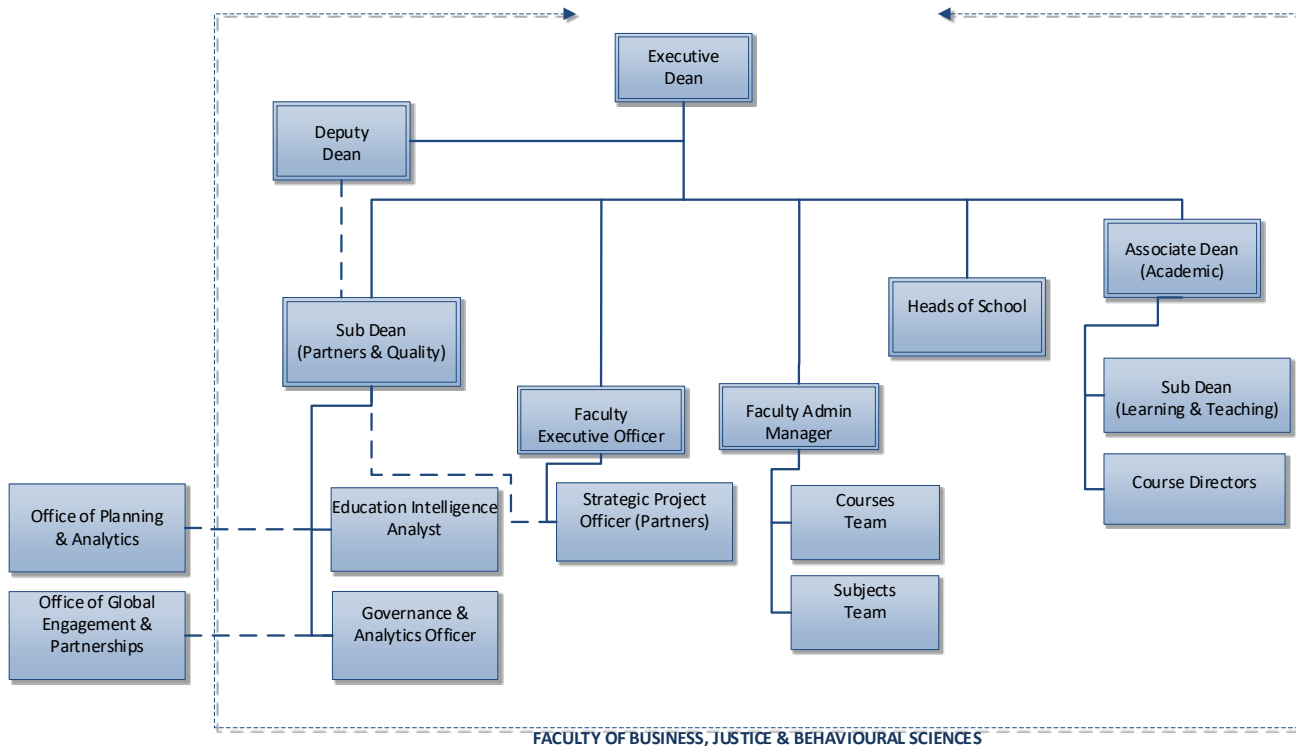 Executive
Dean
Deputy
Dean
Associate Dean
(Academic)
Heads of School
Sub Dean
(Partners & Quality)
Faculty
Executive Officer
Faculty Admin
Manager
Sub Dean
(Learning & Teaching)
Course Directors
Office of Planning
& Analytics
Education Intelligence
Analyst
Strategic Project
Officer (Partners)
Courses
Team
Office of Global
Engagement &
Partnerships
Governance &
Analytics Officer
Subjects
Team
FACULTY OF BUSINESS, JUSTICE & BEHAVIOURAL SCIENCES